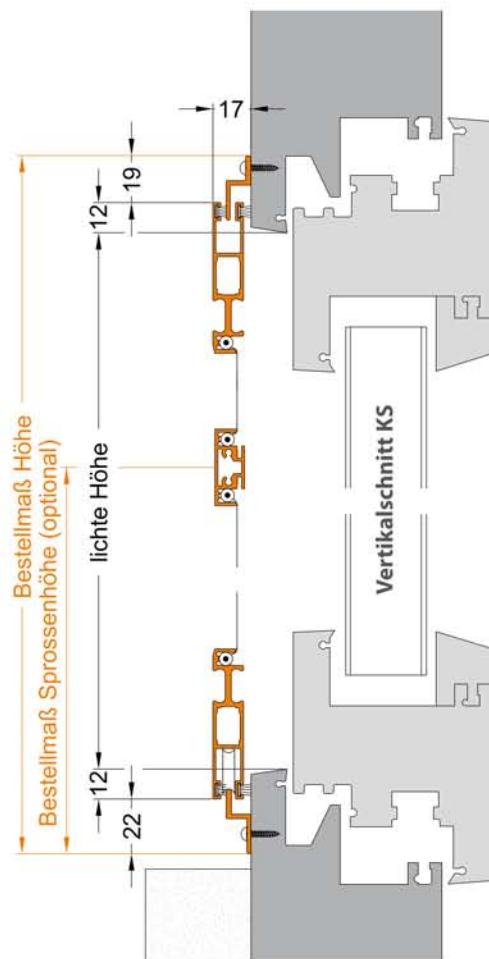 17
19
12
Bestellmaß Höhe
Bestellmaß Sprossenhöhe (optional)
lichte Höhe
Vertikalschnitt KS
12
22